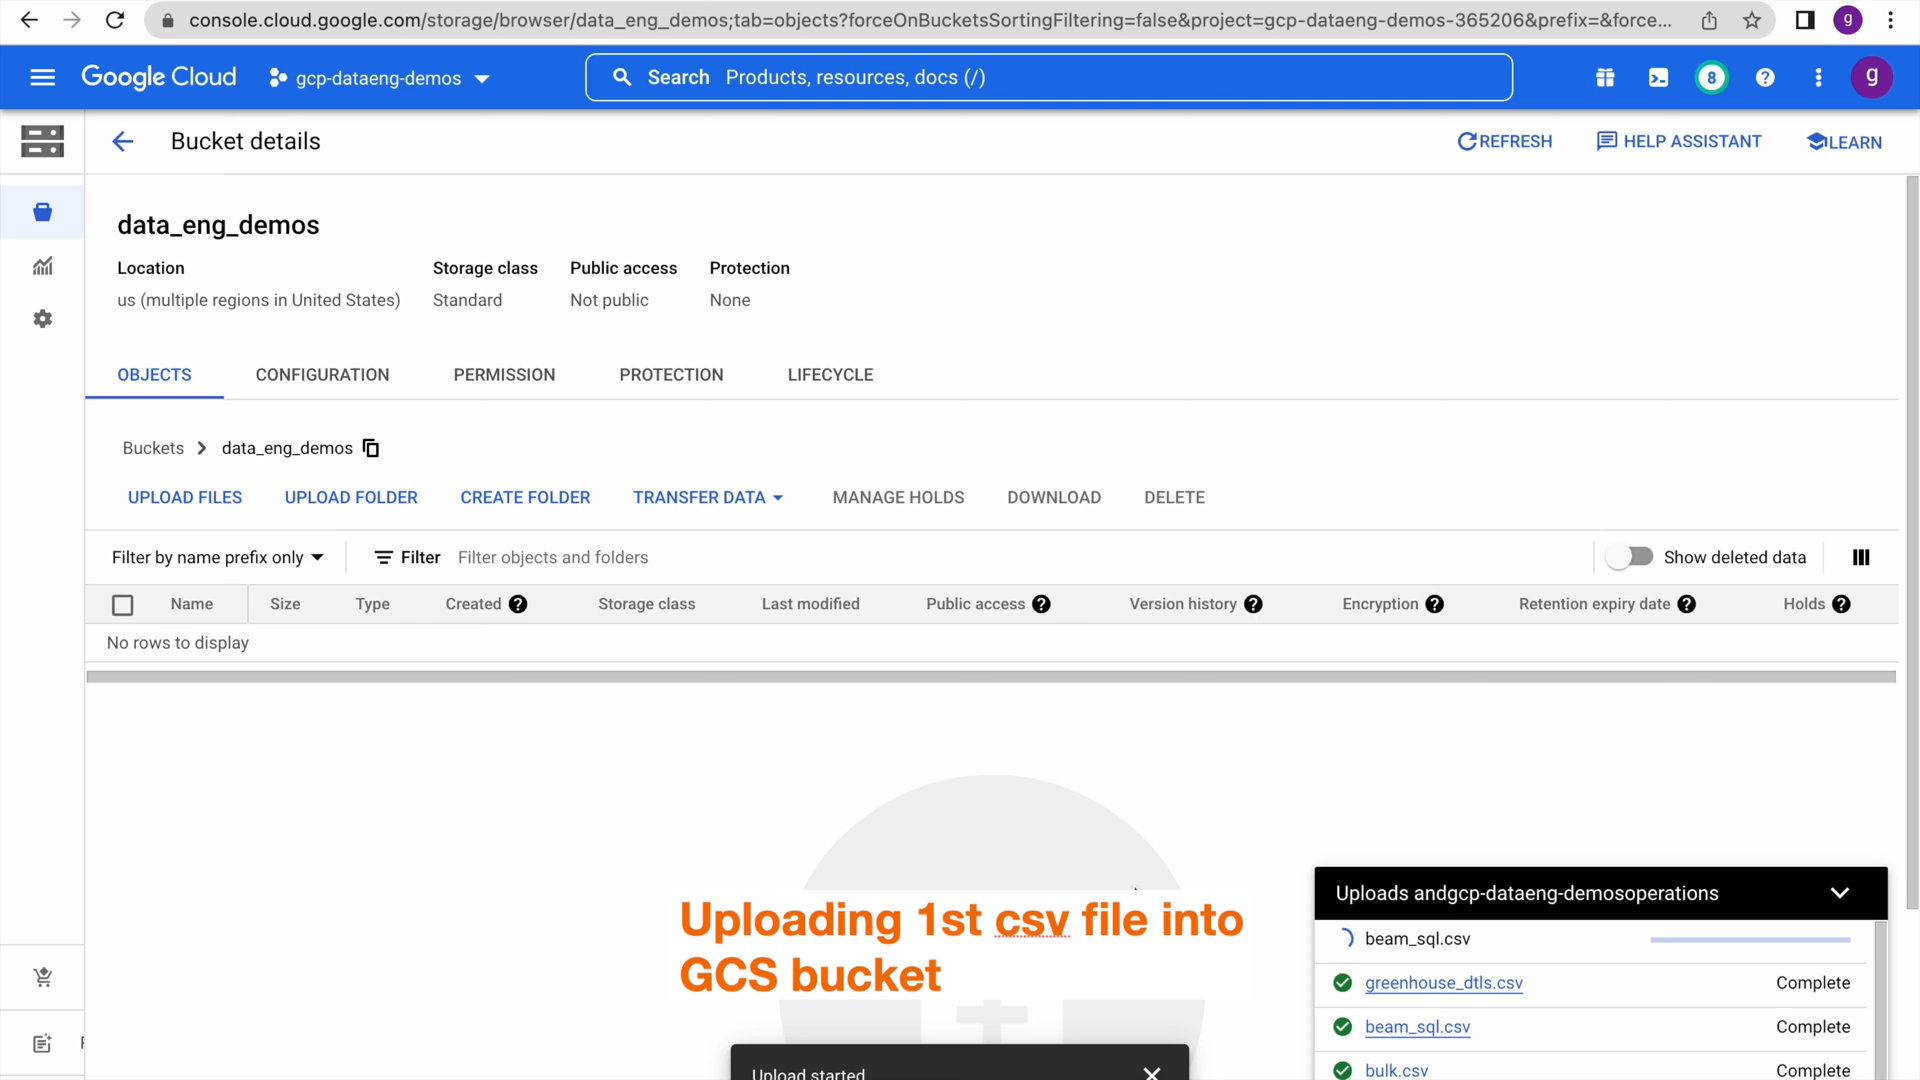 console.cloud.google.com/storage/browser/data_eng_demos;tab=objects?forceOnBucketsSortingFiltering=false&project=gcp-dataeng-demos-365206&prefix=&force...
g
Google Cloud
gcp-dataeng-demos
Search Products, resources, docs (/)
8
g
Bucket details
REFRESH
HELP ASSISTANT
LEARN
data_eng_demos
Location Storage class Public access Protection
us (multiple regions in United States) Standard Not public None
OBJECTS CONFIGURATION PERMISSION PROTECTION LIFECYCLE
Buckets data_eng_demos
UPLOAD FILES UPLOAD FOLDER CREATE FOLDER TRANSFER DATA MANAGE HOLDS DOWNLOAD DELETE
Filter by name prefix only Filter Filter objects and folders Show deleted data
Name Size Type Created Storage class Last modified Public access Version history Encryption Retention expiry date Holds
No rows to display
Uploading 1st csv file into
GCS bucket
Uploads andgcp-dataeng-demosoperations
beam_sql.csv
greenhouse_dtls.csv Complete
beam_sql.csv Complete
bulk.csv Complete
Upload started